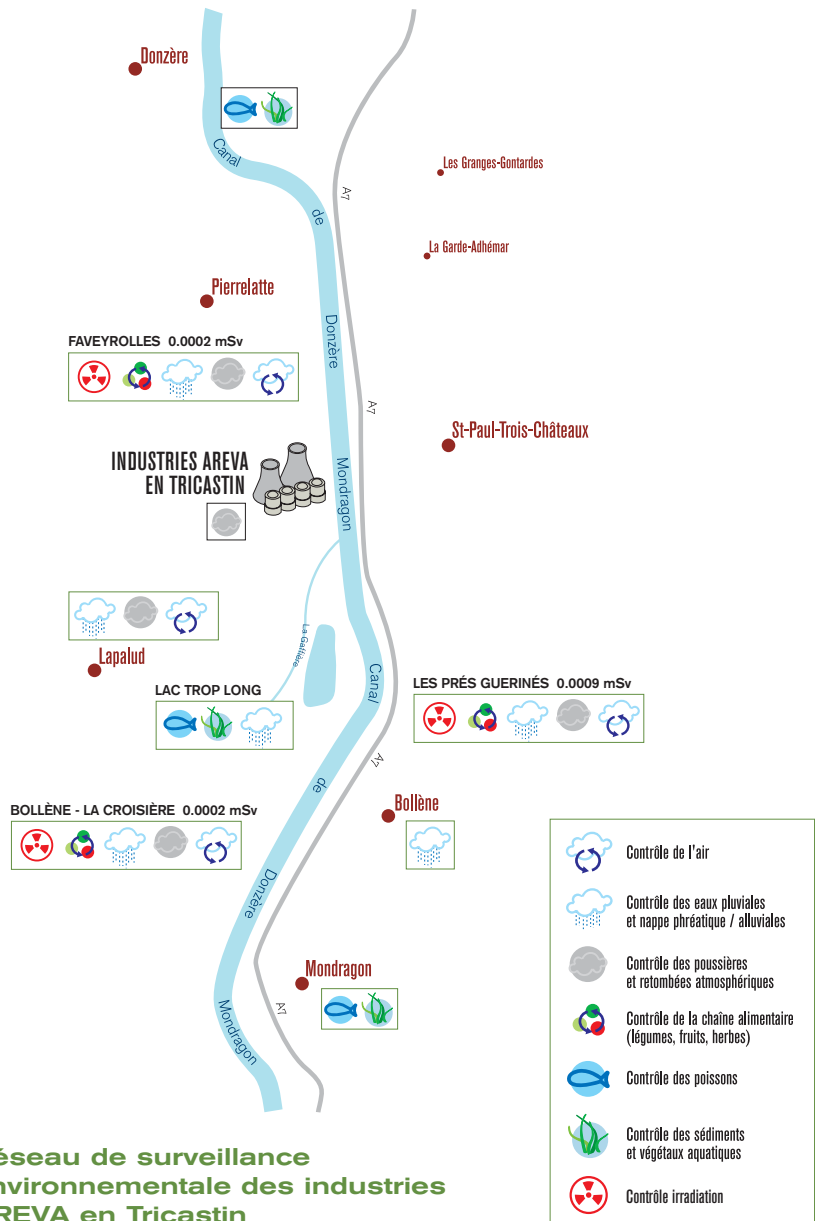 Donzère
Canal
de
Les Granges-Gontardes
A7
La Garde-Adhémar
Pierrelatte
Donzère
FAVEYROLLES 0.0002 mSv
A7
St-Paul-Trois-Châteaux
INDUSTRIES AREVA
EN TRICASTIN
Mondragon
La Gaffière
Lapalud
Canal
LAC TROP LONG
LES PRÉS GUERINÉS 0.0009 mSv
A7
de
BOLLÈNE - LA CROISIÈRE 0.0002 mSv
Bollène
Donzère
Mondragon
A7
Mondragon
Contrôle de l'air
Contrôle des eaux pluviales
et nappe phréatique / alluviales
Contrôle des poussières
et retombées atmosphériques
Contrôle de la chaîne alimentaire
(légumes, fruits, herbes)
Contrôle des poissons
Contrôle des sédiments
et végétaux aquatiques
Contrôle irradiation
éseau de surveillance
nvironnementale des industries
REVA en Tricastin